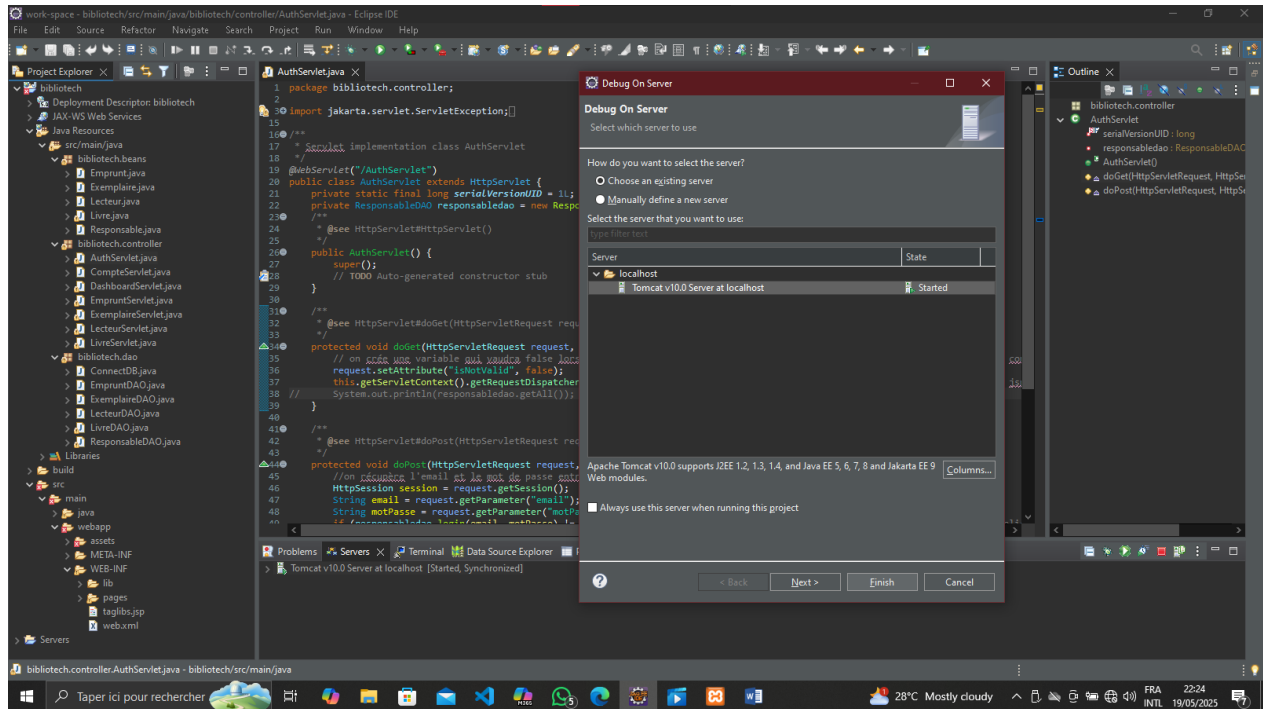 work-space - bibliotech/src/main/java/bibliotech/controller/AuthServlet.java - Eclipse IDE
File Edit Source Refactor Navigate Search Project Run Window Help
Project Explorer
bibliotech
Deployment Descriptor: bibliotech
JAX-WS Web Services
Java Resources
src/main/java
bibliotech.beans
Emprunt.java
Exemplaire.java
Lecteur.java
Livre.java
Responsable.java
bibliotech.controller
AuthServlet.java
CompteServlet.java
DashboardServlet.java
EmpruntServlet.java
ExemplaireServlet.java
LecteurServlet.java
LivreServlet.java
bibliotech.dao
ConnectDB.java
EmpruntDAO.java
ExemplaireDAO.java
LecteurDAO.java
LivreDAO.java
ResponsableDAO.java
Libraries
build
src
main
java
webapp
assets
META-INF
WEB-INF
lib
pages
taglibs.jsp
web.xml
Servers
AuthServlet.java
1 package bibliotech.controller;
2
3 import jakarta.servlet.ServletException;
15
16 /**
17 * Servlet implementation class AuthServlet
18 */
19 @WebServlet("/AuthServlet")
20 public class AuthServlet extends HttpServlet {
21 private static final long serialVersionUID = 1L;
22 private ResponsableDAO responsabledao = new Respo
23 /**
24 * @see HttpServlet#HttpServlet()
25 */
26 public AuthServlet() {
27 super();
28 // TODO Auto-generated constructor stub
29 }
30
31 /**
32 * @see HttpServlet#doGet(HttpServletRequest requ
33 */
34 protected void doGet(HttpServletRequest request,
35 // on crée une variable qui vaudra false lors
36 request.setAttribute("isNotValid", false);
37 this.getServletContext().getRequestDispatcher
38 // System.out.println(responsabledao.getAll());
39 }
40
41 /**
42 * @see HttpServlet#doPost(HttpServletRequest req
43 */
44 protected void doPost(HttpServletRequest request,
45 //on récupère l'email et le mot de passe entr
46 HttpSession session = request.getSession();
47 String email = request.getParameter("email");
48 String motPasse = request.getParameter("motPa
Debug On Server
Debug On Server
Select which server to use
How do you want to select the server?
Choose an existing server
Manually define a new server
Select the server that you want to use:
type filter text
Server State
localhost
Tomcat v10.0 Server at localhost Started
Apache Tomcat v10.0 supports J2EE 1.2, 1.3, 1.4, and Java EE 5, 6, 7, 8 and Jakarta EE 9
Web modules.
Columns...
Always use this server when running this project
< Back Next > Finish Cancel
Outline
bibliotech.controller
AuthServlet
serialVersionUID : long
responsabledao : ResponsableDAO
AuthServlet()
doGet(HttpServletRequest, HttpSe
doPost(HttpServletRequest, HttpSe
Problems Servers Terminal Data Source Explorer
Tomcat v10.0 Server at localhost [Started, Synchronized]
bibliotech.controller.AuthServlet.java - bibliotech/src/main/java
Taper ici pour rechercher
28°C Mostly cloudy
FRA
INTL
22:24
19/05/2025